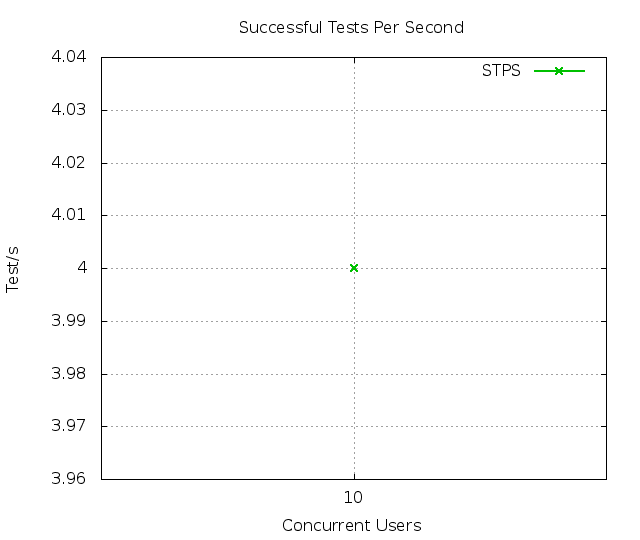 Successful Tests Per Second
STPS
4.04
4.03
4.02
4.01
4
3.99
3.98
3.97
3.96
Test/s
10
Concurrent Users